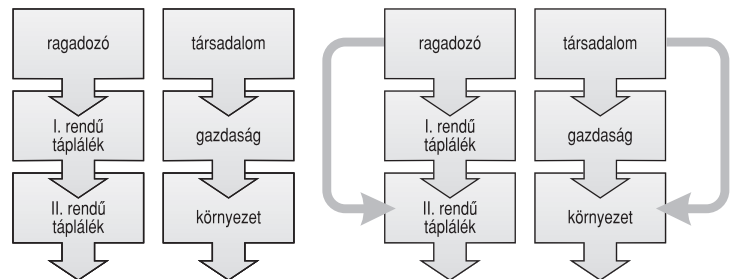 ragadozó
I. rendű
táplálék
II. rendű
táplálék
társadalom
gazdaság
környezet
ragadozó
I. rendű
táplálék
II. rendű
táplálék
társadalom
gazdaság
környezet